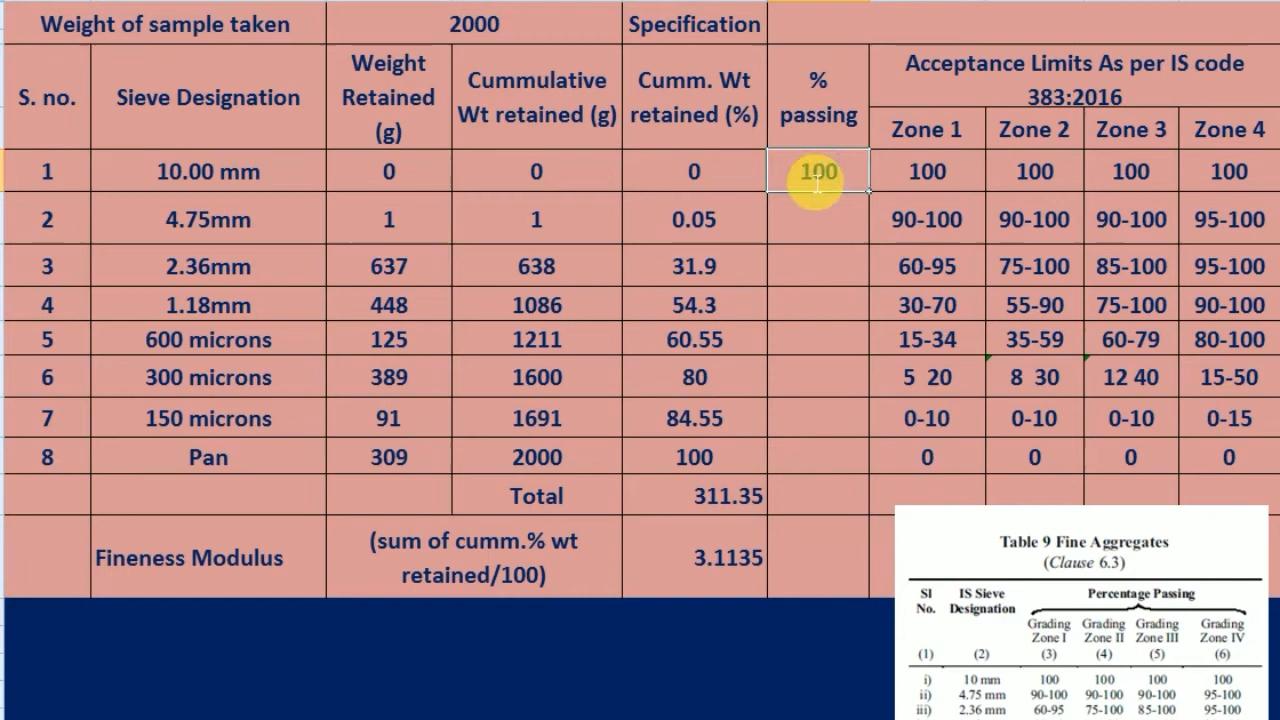 Weight of sample taken 2000 Specification
S. no. Sieve Designation Weight Retained (g) Cummulative Wt retained (g) Cumm. Wt retained (%) % passing Acceptance Limits As per IS code 383:2016
Zone 1 Zone 2 Zone 3 Zone 4
1 10.00 mm 0 0 0 100 100 100 100 100
2 4.75mm 1 1 0.05 90-100 90-100 90-100 95-100
3 2.36mm 637 638 31.9 60-95 75-100 85-100 95-100
4 1.18mm 448 1086 54.3 30-70 55-90 75-100 90-100
5 600 microns 125 1211 60.55 15-34 35-59 60-79 80-100
6 300 microns 389 1600 80 5 20 8 30 12 40 15-50
7 150 microns 91 1691 84.55 0-10 0-10 0-10 0-15
8 Pan 309 2000 100 0 0 0 0
Total 311.35
Fineness Modulus (sum of cumm.% wt retained/100) 3.1135
Table 9 Fine Aggregates
(Clause 6.3)
Sl No. IS Sieve Designation Percentage Passing
Grading Zone I Grading Zone II Grading Zone III Grading Zone IV
(1) (2) (3) (4) (5) (6)
i) 10 mm 100 100 100 100
ii) 4.75 mm 90-100 90-100 90-100 95-100
iii) 2.36 mm 60-95 75-100 85-100 95-100